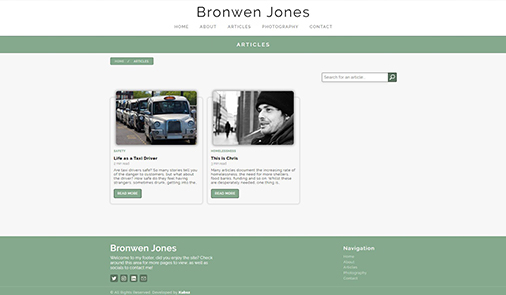 Bronwen Jones
HOME ABOUT ARTICLES PHOTOGRAPHY CONTACT
ARTICLES
HOME / ARTICLES
Search for an article...
SAFETY
Life as a Taxi Driver
2 min read
Are taxi drivers safe? So many stories tell you
of the danger to customers, but what about
the driver? How safe do they feel having
strangers, sometimes drunk, getting into the
READ MORE
HOMELESSNESS
This is Chris
2 min read
Many articles document the increasing rate of
homelessness, the need for more shelters,
food banks, funding and so on. Whilst these
are desperately needed, one thing is
READ MORE
Bronwen Jones
Welcome to my footer, did you enjoy the site? Check
around this area for more pages to view, as well as
socials to contact me!
Navigation
Home
About
Articles
Photography
Contact
© All Rights Reserved. Developed by